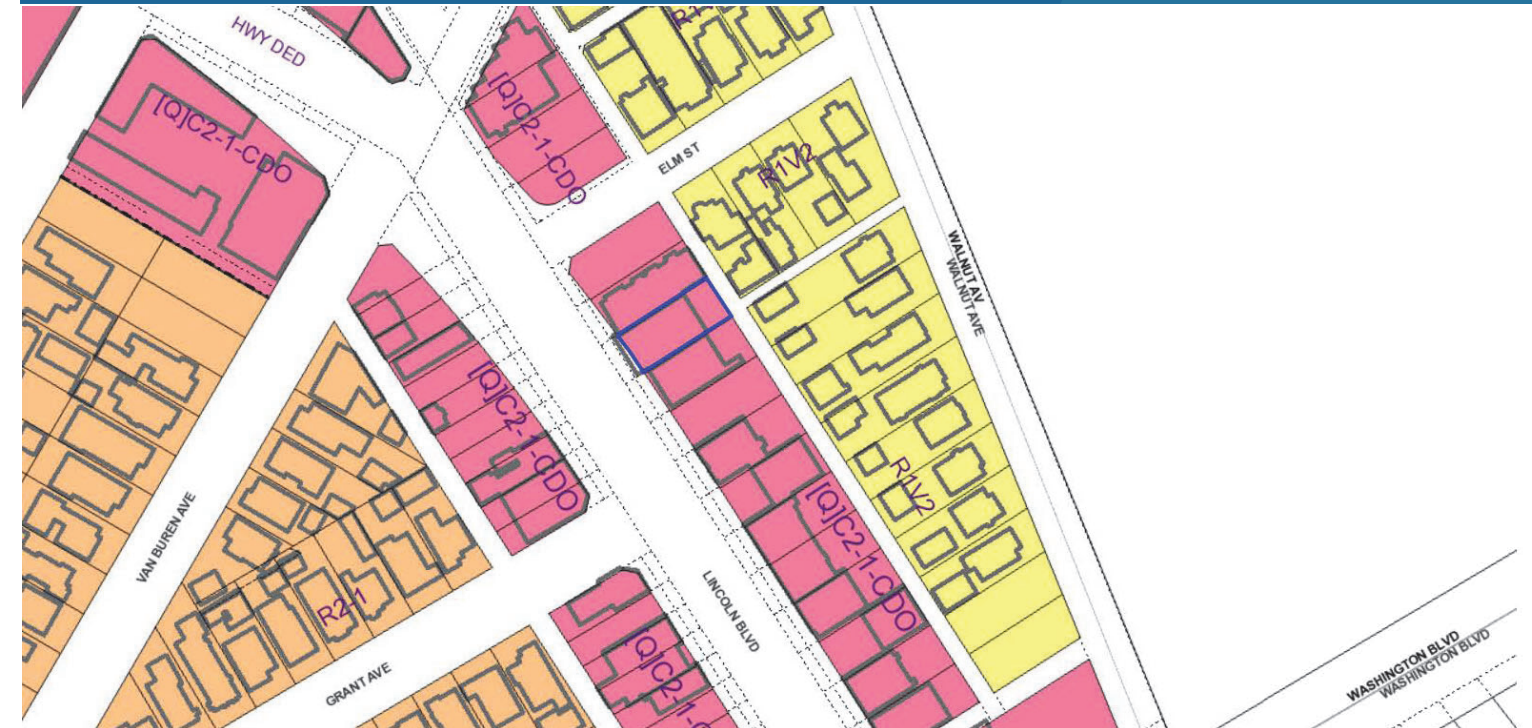 HWY DED
[Q]C2-1-CDO
[Q]C2-1-CDO
ELM ST
R1V2
WALNUT AV
WALNUT AVE
[Q]C2-1-CDO
R1V2
[Q]C2-1-CDO
VAN BUREN AVE
R2-1
LINCOLN BLVD
GRANT AVE
WASHINGTON BLVD
WASHINGTON BLVD